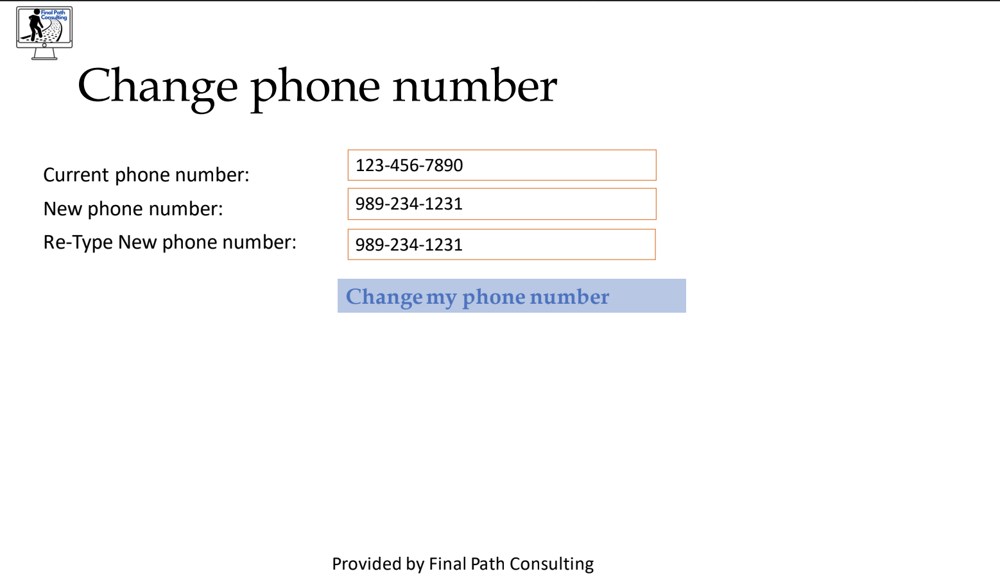 Final Path
Consulting
Change phone number
Current phone number:
123-456-7890
New phone number:
989-234-1231
Re-Type New phone number:
989-234-1231
Change my phone number
Provided by Final Path Consulting